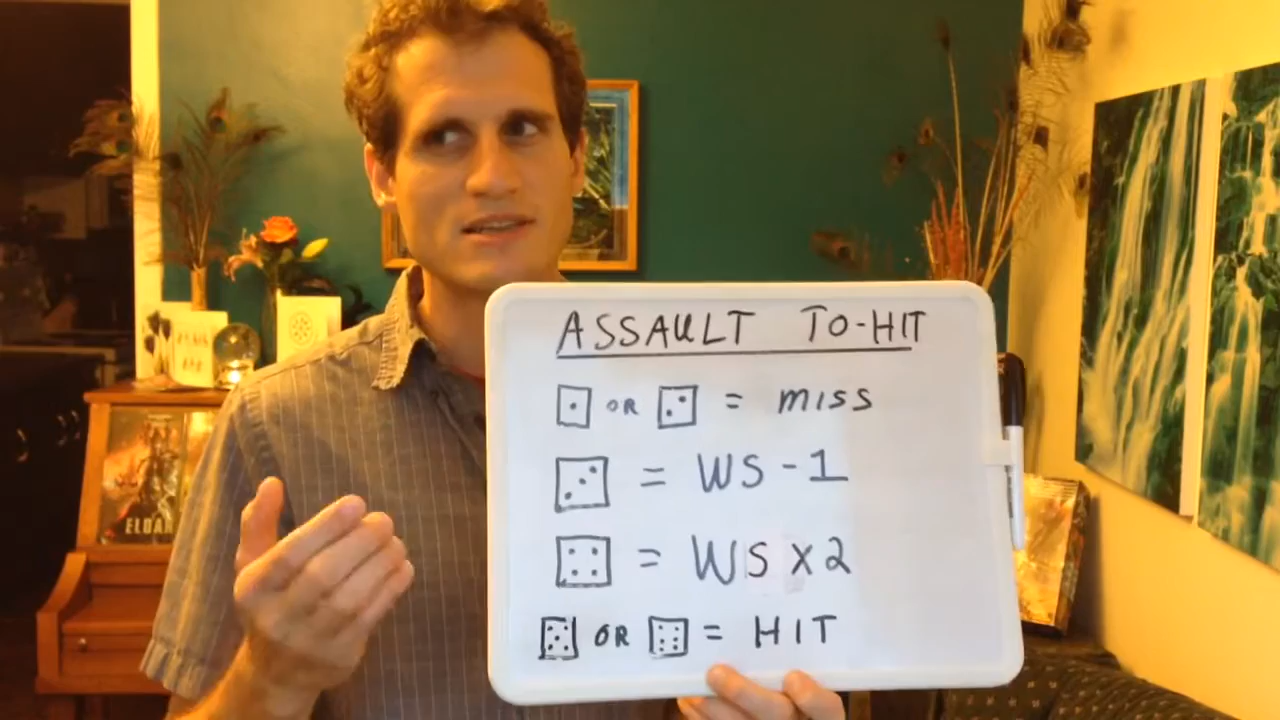 ASSAULT TO-HIT
OR = MISS
= WS -1
= WS X2
OR = HIT
ELDAR